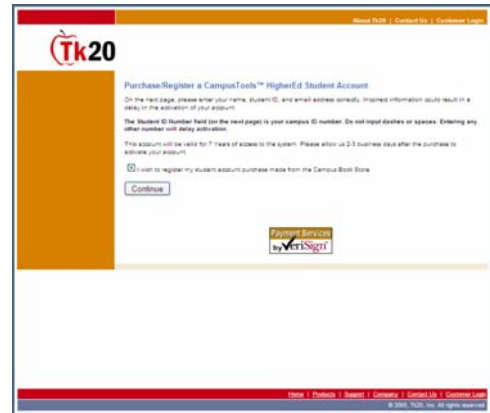 About Tk20 | Contact Us | Customer Login
Tk20
Purchase/Register a CampusTools™ HigherEd Student Account
On the next page, please enter your name, student ID, and email address correctly. Incorrect information could result in a
delay in the activation of your account.
The Student ID Number field (on the next page) is your campus ID number. Do not input dashes or spaces. Entering any
other number will delay activation.
This account will be valid for 7 Years of access to the system. Please allow us 2-3 business days after the purchase to
activate your account.
I wish to register my student account purchase made from the Campus Book Store
Continue
Payment Services
by VeriSign
Home | Products | Support | Company | Contact Us | Customer Login
Tk20, Inc. All rights reserved